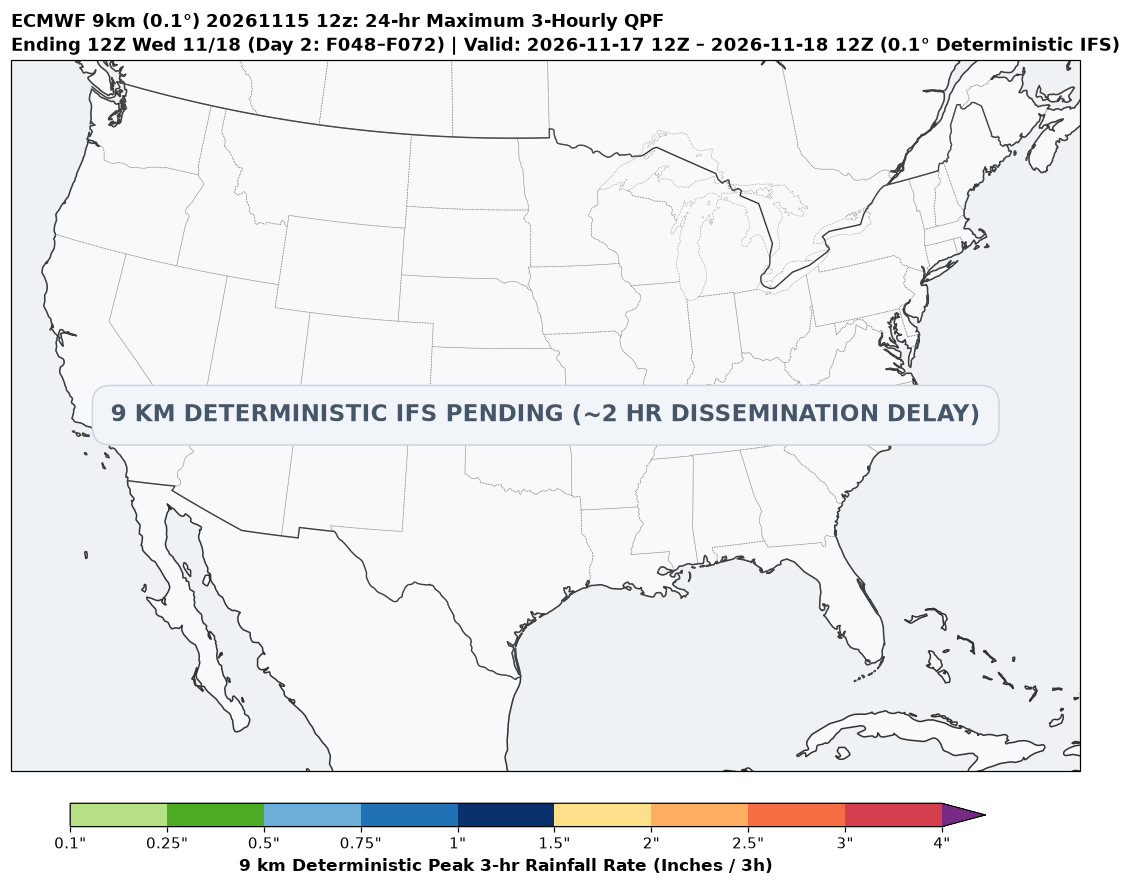 ECMWF 9km (0.1°) 20261115 12z: 24-hr Maximum 3-Hourly QPF
Ending 12Z Wed 11/18 (Day 2: F048–F072) | Valid: 2026-11-17 12Z – 2026-11-18 12Z (0.1° Deterministic IFS)
9 KM DETERMINISTIC IFS PENDING (~2 HR DISSEMINATION DELAY)
0.1" 0.25" 0.5" 0.75" 1" 1.5" 2" 2.5" 3" 4"
9 km Deterministic Peak 3-hr Rainfall Rate (Inches / 3h)